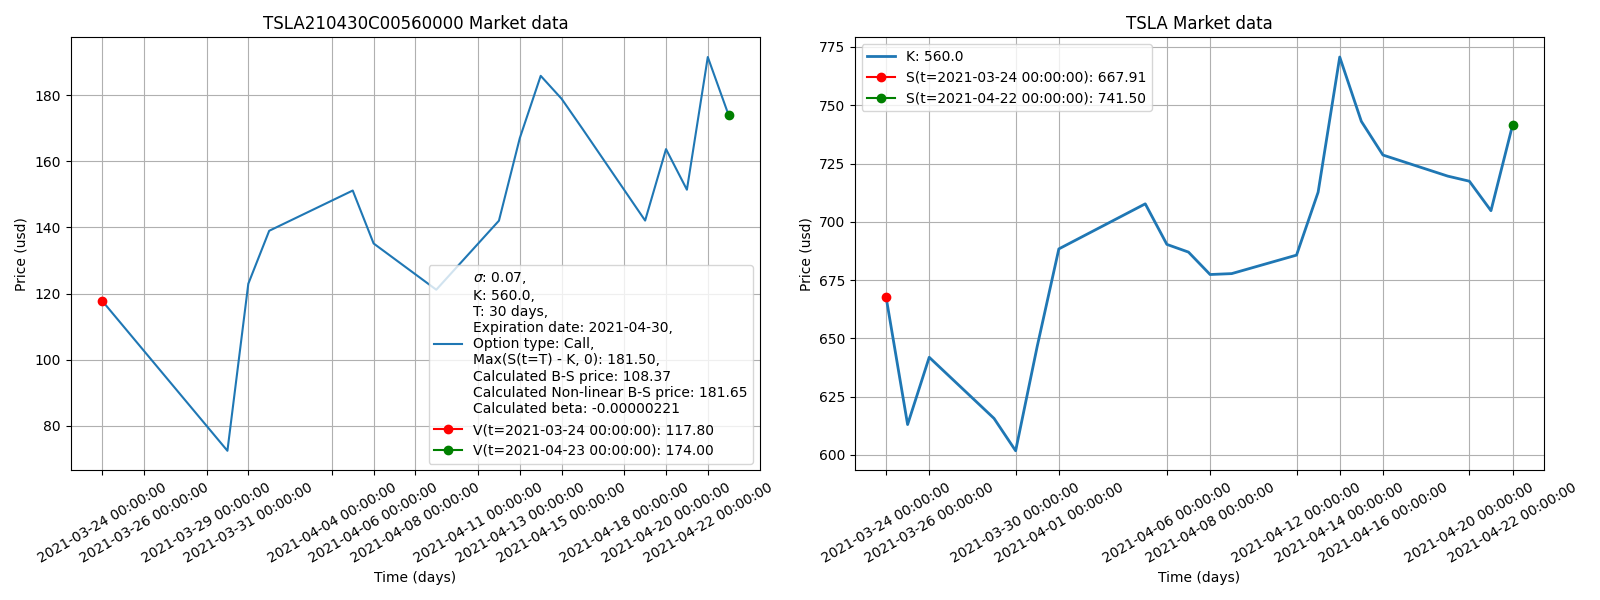 TSLA210430C00560000 Market data
Price (usd)
180
160
140
120
100
80
σ: 0.07,
K: 560.0,
T: 30 days,
Expiration date: 2021-04-30,
Option type: Call,
Max(S(t=T) - K, 0): 181.50,
Calculated B-S price: 108.37
Calculated Non-linear B-S price: 181.65
Calculated beta: -0.00000221
V(t=2021-03-24 00:00:00): 117.80
V(t=2021-04-23 00:00:00): 174.00
2021-03-24 00:00:00
2021-03-26 00:00:00
2021-03-29 00:00:00
2021-03-31 00:00:00
2021-04-04 00:00:00
2021-04-06 00:00:00
2021-04-08 00:00:00
2021-04-11 00:00:00
2021-04-13 00:00:00
2021-04-15 00:00:00
2021-04-18 00:00:00
2021-04-20 00:00:00
2021-04-22 00:00:00
Time (days)
TSLA Market data
Price (usd)
775
750
725
700
675
650
625
600
K: 560.0
S(t=2021-03-24 00:00:00): 667.91
S(t=2021-04-22 00:00:00): 741.50
2021-03-24 00:00:00
2021-03-26 00:00:00
2021-03-30 00:00:00
2021-04-01 00:00:00
2021-04-06 00:00:00
2021-04-08 00:00:00
2021-04-12 00:00:00
2021-04-14 00:00:00
2021-04-16 00:00:00
2021-04-20 00:00:00
2021-04-22 00:00:00
Time (days)